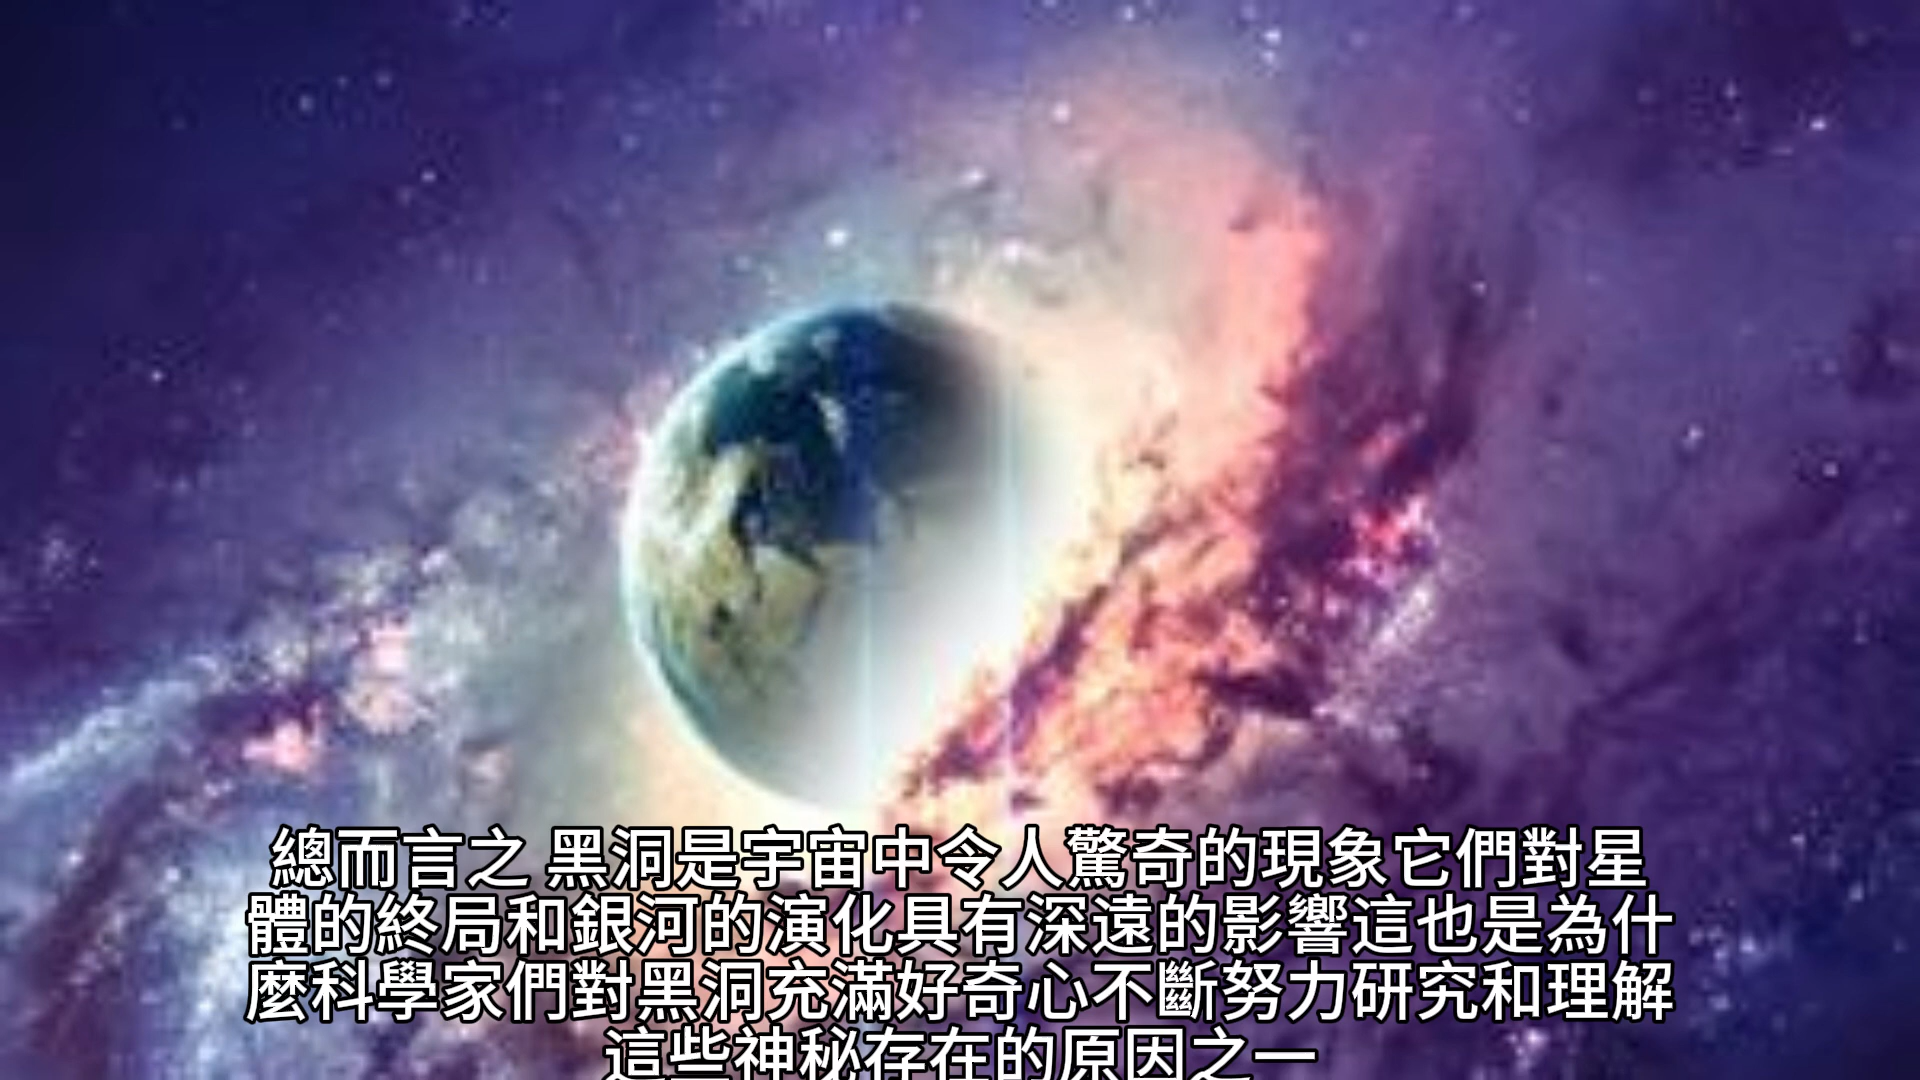 總而言之 黑洞是宇宙中令人驚奇的現象它們對星
體的終局和銀河的演化具有深遠的影響這也是為什
麼科學家們對黑洞充滿好奇心不斷努力研究和理解
這些神秘存在的原因之一